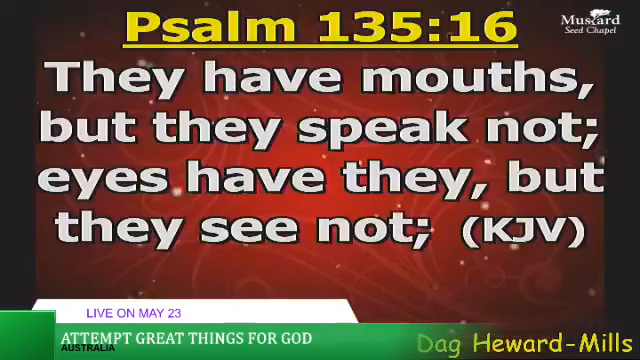 Mustard
Seed Chapel
Psalm 135:16
They have mouths,
but they speak not;
eyes have they, but
they see not; (KJV)
LIVE ON MAY 23
ATTEMPT GREAT THINGS FOR GOD
AUSTRALIA
Dag Heward-Mills